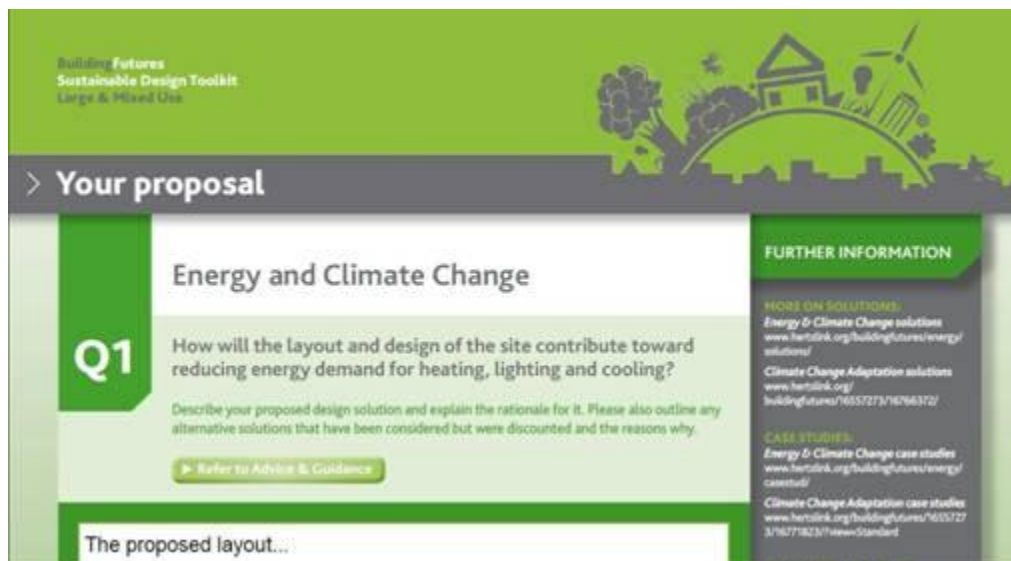 BuildingFutures
Sustainable Design Toolkit
Large & Mixed Use
> Your proposal
Q1
Energy and Climate Change
How will the layout and design of the site contribute toward
reducing energy demand for heating, lighting and cooling?
Describe your proposed design solution and explain the rationale for it. Please also outline any
alternative solutions that have been considered but were discounted and the reasons why.
► Refer to Advice & Guidance
The proposed layout...
FURTHER INFORMATION
MORE ON SOLUTIONS:
Energy & Climate Change solutions
www.hertslink.org/buildingfutures/energy/
solutions/
Climate Change Adaptation solutions
www.hertslink.org/
buildingfutures/16557273/16766372/
CASE STUDIES:
Energy & Climate Change case studies
www.hertslink.org/buildingfutures/energy/
casestud/
Climate Change Adaptation case studies
www.hertslink.org/buildingfutures/1655727
3/16771823/?view=Standard